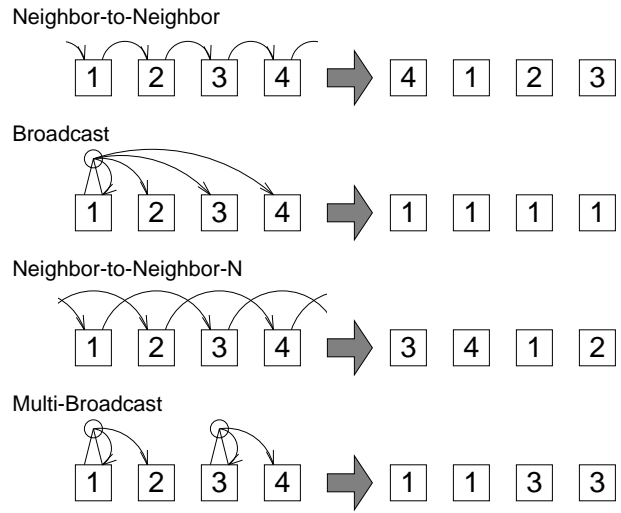 Neighbor-to-Neighbor
1 2 3 4 4 1 2 3
Broadcast
1 2 3 4 1 1 1 1
Neighbor-to-Neighbor-N
1 2 3 4 3 4 1 2
Multi-Broadcast
1 2 3 4 1 1 3 3